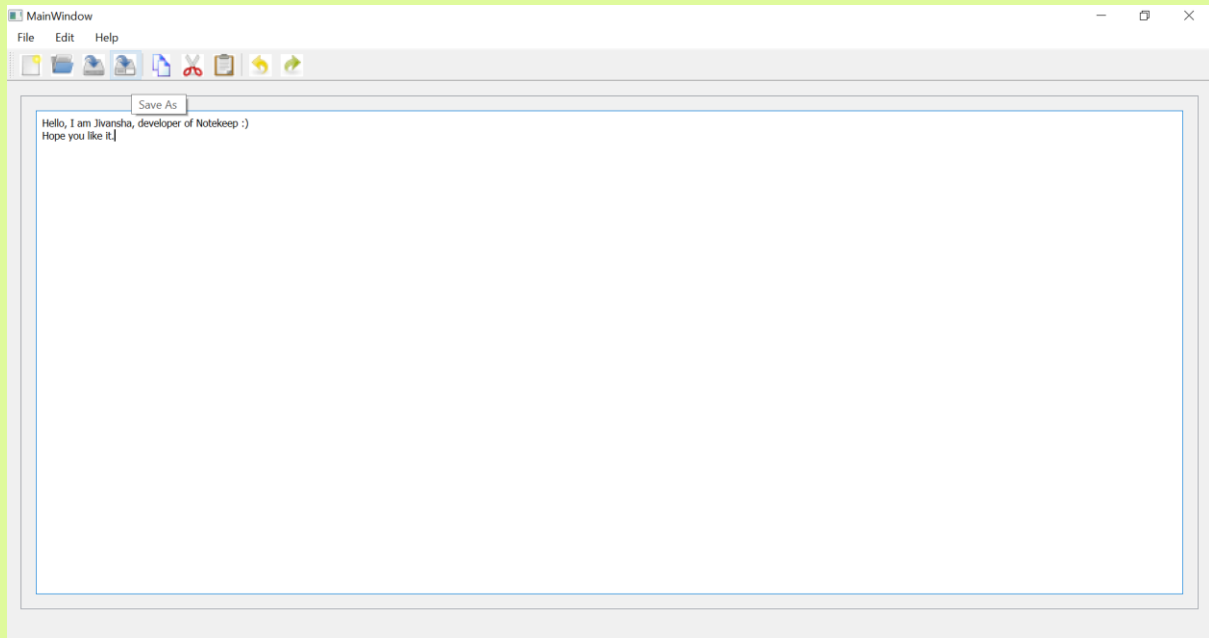 MainWindow
File Edit Help
Save As
Hello, I am Jivansha, developer of Notekeep :)
Hope you like it.